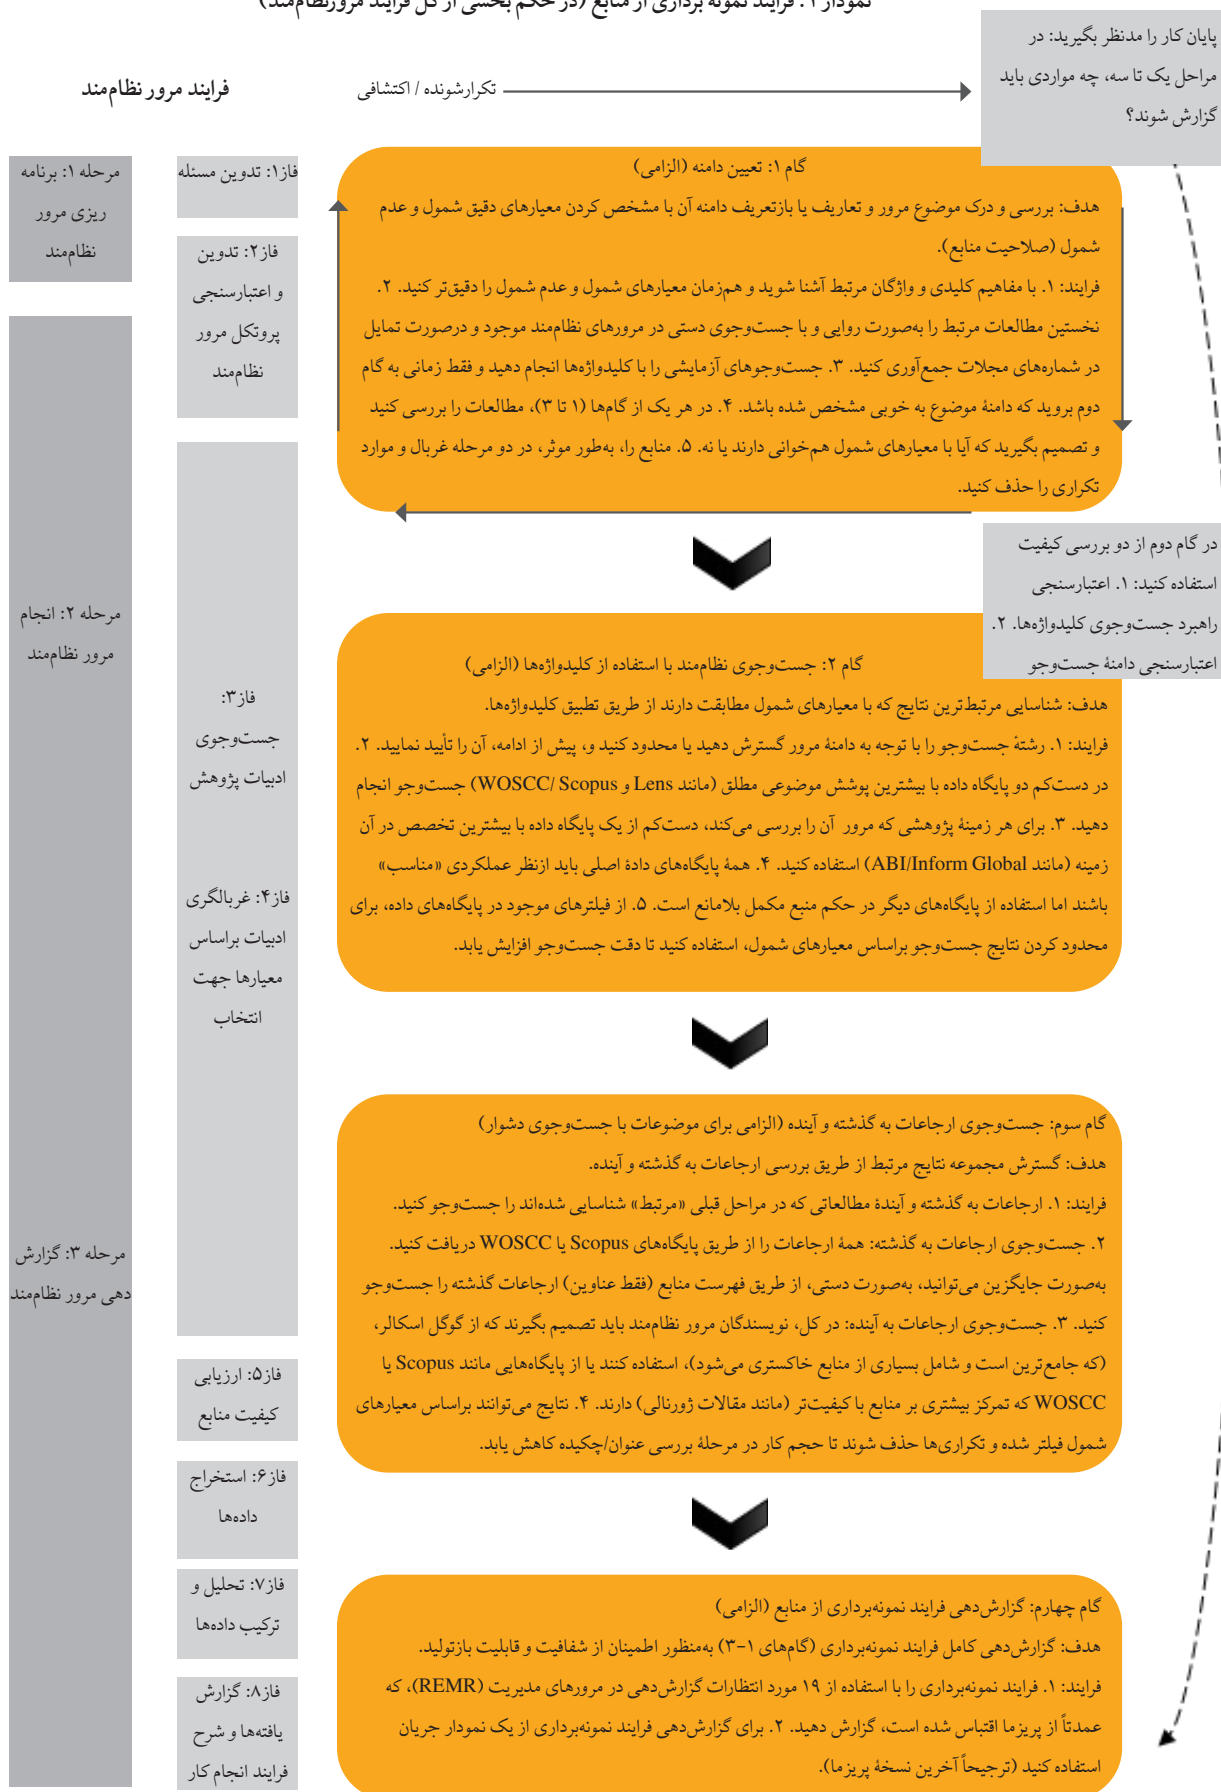 نمودار ۱. فرایند نمونه برداری از منابع (در حکم بخشی از کل فرایند مرورنظام‌مند)
پایان کار را مدنظر بگیرید: در
مراحل یک تا سه، چه مواردی باید
گزارش شوند؟
تکرارشونده / اکتشافی
فرایند مرور نظام‌مند
مرحله ۱: برنامه
ریزی مرور
نظام‌مند
مرحله ۲: انجام
مرور نظام‌مند
مرحله ۳: گزارش
دهی مرور نظام‌مند
فاز۱: تدوین مسئله
فاز۲: تدوین
و اعتبارسنجی
پروتکل مرور
نظام‌مند
فاز۳:
جست‌وجوی
ادبیات پژوهش
فاز۴: غربالگری
ادبیات براساس
معیارها جهت
انتخاب
فاز۵: ارزیابی
کیفیت منابع
فاز۶: استخراج
داده‌ها
فاز۷: تحلیل و
ترکیب داده‌ها
فاز۸: گزارش
یافته‌ها و شرح
فرایند انجام کار
گام ۱: تعیین دامنه (الزامی)
هدف: بررسی و درک موضوع مرور و تعاریف یا بازتعریف دامنه آن با مشخص کردن معیارهای دقیق شمول و عدم
شمول (صلاحیت منابع).
فرایند: ۱. با مفاهیم کلیدی و واژگان مرتبط آشنا شوید و هم‌زمان معیارهای شمول و عدم شمول را دقیق‌تر کنید. ۲.
نخستین مطالعات مرتبط را به‌صورت روایی و با جست‌وجوی دستی در مرورهای نظام‌مند موجود و درصورت تمایل
در شماره‌های مجلات جمع‌آوری کنید. ۳. جست‌وجوهای آزمایشی را با کلیدواژه‌ها انجام دهید و فقط زمانی به گام
دوم بروید که دامنهٔ موضوع به خوبی مشخص شده باشد. ۴. در هر یک از گام‌ها (۱ تا ۳)، مطالعات را بررسی کنید
و تصمیم بگیرید که آیا با معیارهای شمول هم‌خوانی دارند یا نه. ۵. منابع را، به‌طور موثر، در دو مرحله غربال و موارد
تکراری را حذف کنید.
در گام دوم از دو بررسی کیفیت
استفاده کنید: ۱. اعتبارسنجی
راهبرد جست‌وجوی کلیدواژه‌ها. ۲.
اعتبارسنجی دامنهٔ جست‌وجو
گام ۲: جست‌وجوی نظام‌مند با استفاده از کلیدواژه‌ها (الزامی)
هدف: شناسایی مرتبط‌ترین نتایج که با معیارهای شمول مطابقت دارند از طریق تطبیق کلیدواژه‌ها.
فرایند: ۱. رشتهٔ جست‌وجو را با توجه به دامنهٔ مرور گسترش دهید یا محدود کنید و، پیش از ادامه، آن را تأیید نمایید. ۲.
در دست‌کم دو پایگاه داده با بیشترین پوشش موضوعی مطلق (مانند Lens و WOSCC/ Scopus) جست‌وجو انجام
دهید. ۳. برای هر زمینهٔ پژوهشی که مرور آن را بررسی می‌کند، دست‌کم از یک پایگاه داده با بیشترین تخصص در آن
زمینه (مانند ABI/Inform Global) استفاده کنید. ۴. همهٔ پایگاه‌های دادهٔ اصلی باید ازنظر عملکردی «مناسب»
باشند اما استفاده از پایگاه‌های دیگر در حکم منبع مکمل بلامانع است. ۵. از فیلترهای موجود در پایگاه‌های داده، برای
محدود کردن نتایج جست‌وجو براساس معیارهای شمول، استفاده کنید تا دقت جست‌وجو افزایش یابد.
گام سوم: جست‌وجوی ارجاعات به گذشته و آینده (الزامی برای موضوعات با جست‌وجوی دشوار)
هدف: گسترش مجموعه نتایج مرتبط از طریق بررسی ارجاعات به گذشته و آینده.
فرایند: ۱. ارجاعات به گذشته و آیندهٔ مطالعاتی که در مراحل قبلی «مرتبط» شناسایی شده‌اند را جست‌وجو کنید.
۲. جست‌وجوی ارجاعات به گذشته: همهٔ ارجاعات را از طریق پایگاه‌های Scopus یا WOSCC دریافت کنید.
به‌صورت جایگزین می‌توانید، به‌صورت دستی، از طریق فهرست منابع (فقط عناوین) ارجاعات گذشته را جست‌وجو
کنید. ۳. جست‌وجوی ارجاعات به آینده: در کل، نویسندگان مرور نظام‌مند باید تصمیم بگیرند که از گوگل اسکالر،
(که جامع‌ترین است و شامل بسیاری از منابع خاکستری می‌شود)، استفاده کنند یا از پایگاه‌هایی مانند Scopus یا
WOSCC که تمرکز بیشتری بر منابع با کیفیت‌تر (مانند مقالات ژورنالی) دارند. ۴. نتایج می‌توانند براساس معیارهای
شمول فیلتر شده و تکراری‌ها حذف شوند تا حجم کار در مرحلهٔ بررسی عنوان/چکیده کاهش یابد.
گام چهارم: گزارش‌دهی فرایند نمونه‌برداری از منابع (الزامی)
هدف: گزارش‌دهی کامل فرایند نمونه‌برداری (گام‌های ۱-۳) به‌منظور اطمینان از شفافیت و قابلیت بازتولید.
فرایند: ۱. فرایند نمونه‌برداری را با استفاده از ۱۹ مورد انتظارات گزارش‌دهی در مرورهای مدیریت (REMR)، که
عمدتاً از پریزما اقتباس شده است، گزارش دهید. ۲. برای گزارش‌دهی فرایند نمونه‌برداری از یک نمودار جریان
استفاده کنید (ترجیحاً آخرین نسخهٔ پریزما).